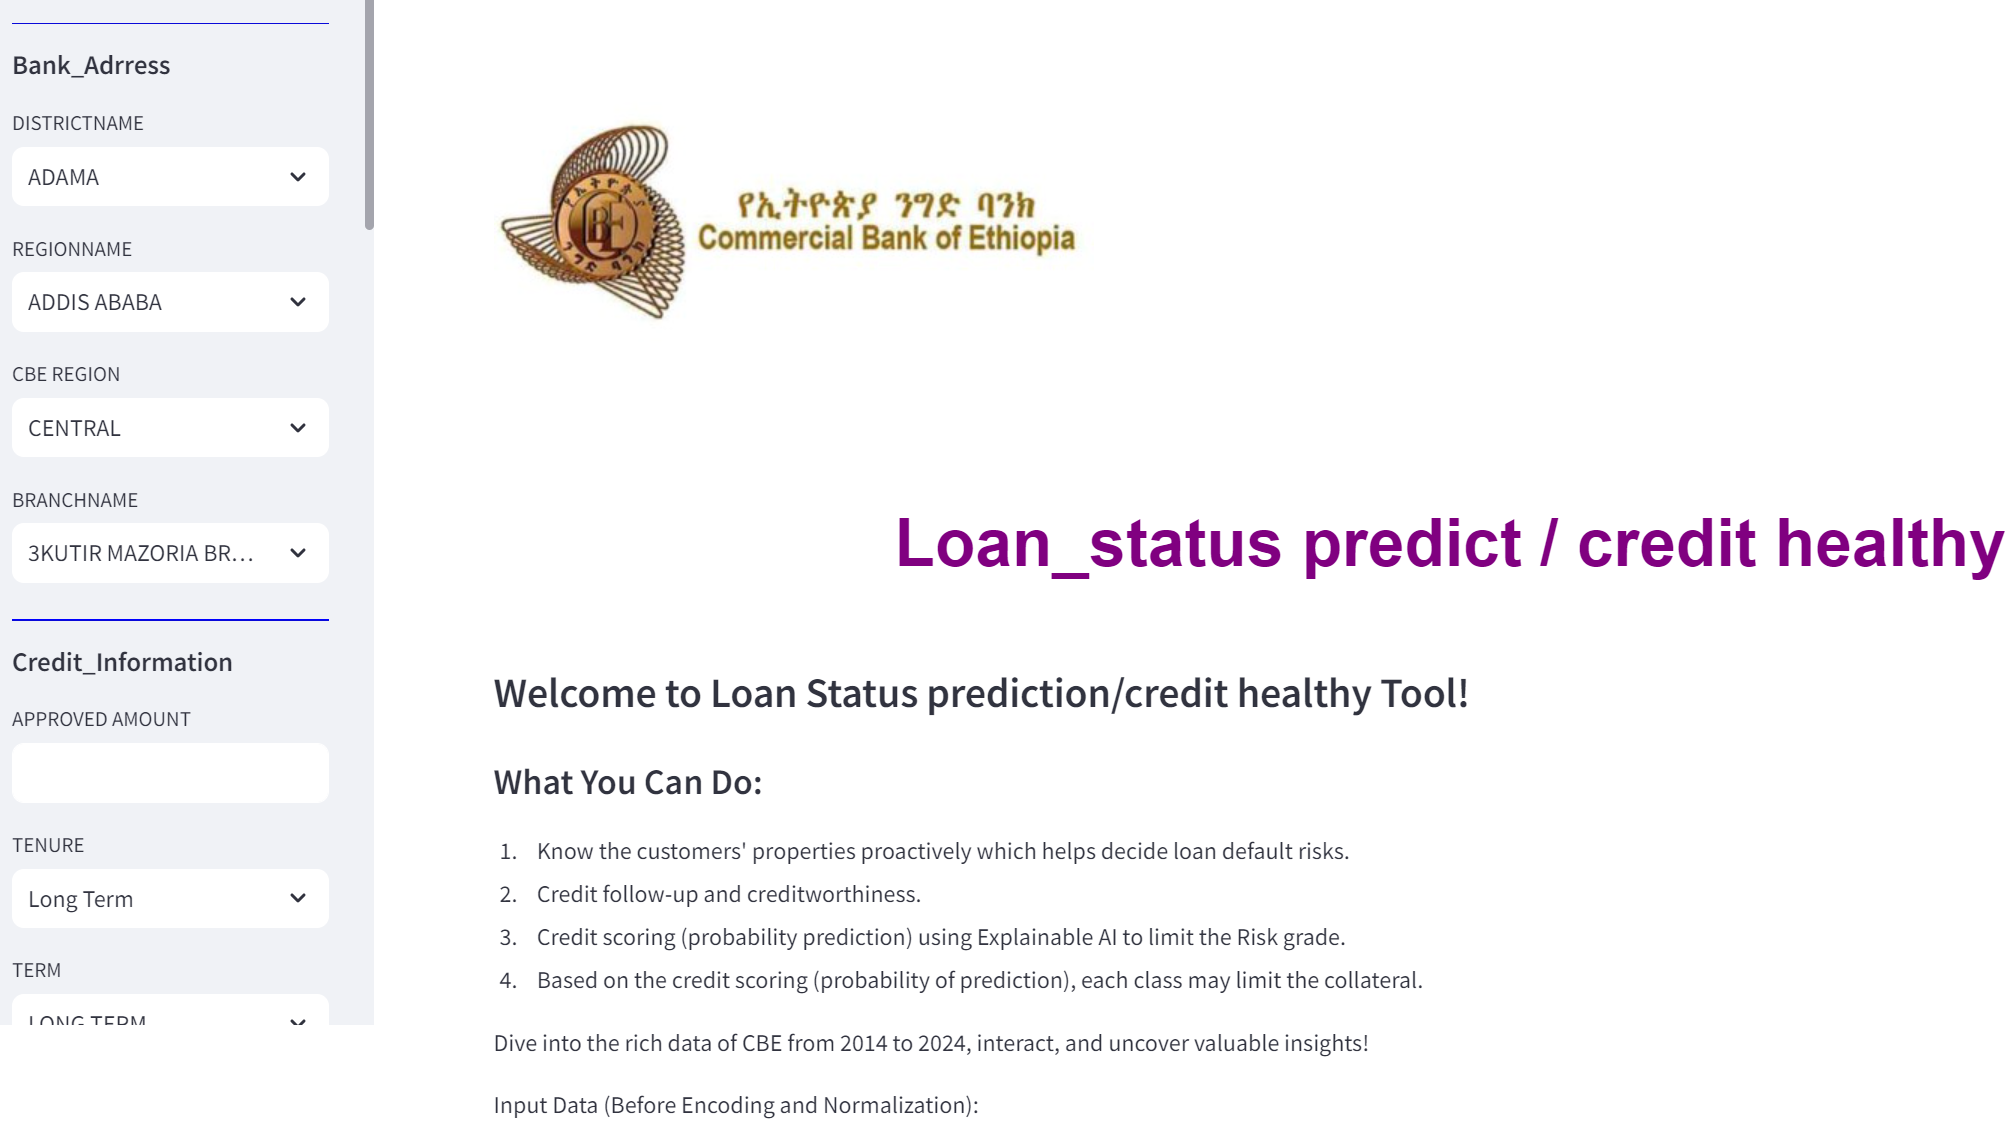 Bank_Adrress
DISTRICTNAME
ADAMA
REGIONNAME
ADDIS ABABA
CBE REGION
CENTRAL
BRANCHNAME
3KUTIR MAZORIA BR...
Credit_Information
APPROVED AMOUNT
TENURE
Long Term
TERM
LONG TERM
CBE
የኢትዮጵያ ንግድ ባንክ
Commercial Bank of Ethiopia
Loan_status predict / credit healthy
Welcome to Loan Status prediction/credit healthy Tool!
What You Can Do:
1. Know the customers' properties proactively which helps decide loan default risks.
2. Credit follow-up and creditworthiness.
3. Credit scoring (probability prediction) using Explainable AI to limit the Risk grade.
4. Based on the credit scoring (probability of prediction), each class may limit the collateral.
Dive into the rich data of CBE from 2014 to 2024, interact, and uncover valuable insights!
Input Data (Before Encoding and Normalization):